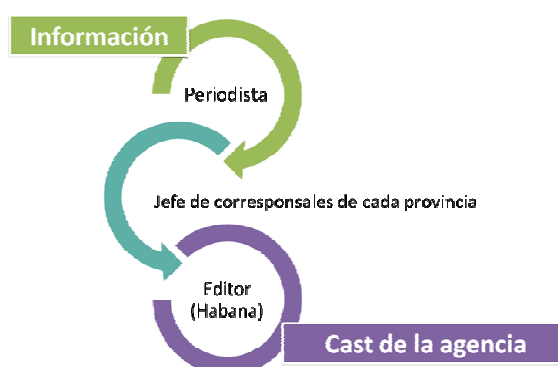 Información
Periodista
Jefe de corresponsales de cada provincia
Editor
(Habana)
Cast de la agencia